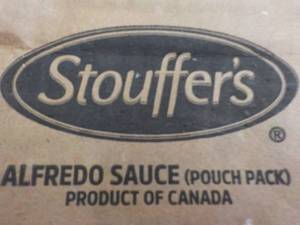 Stouffer's
®
ALFREDO SAUCE (POUCH PACK)
PRODUCT OF CANADA